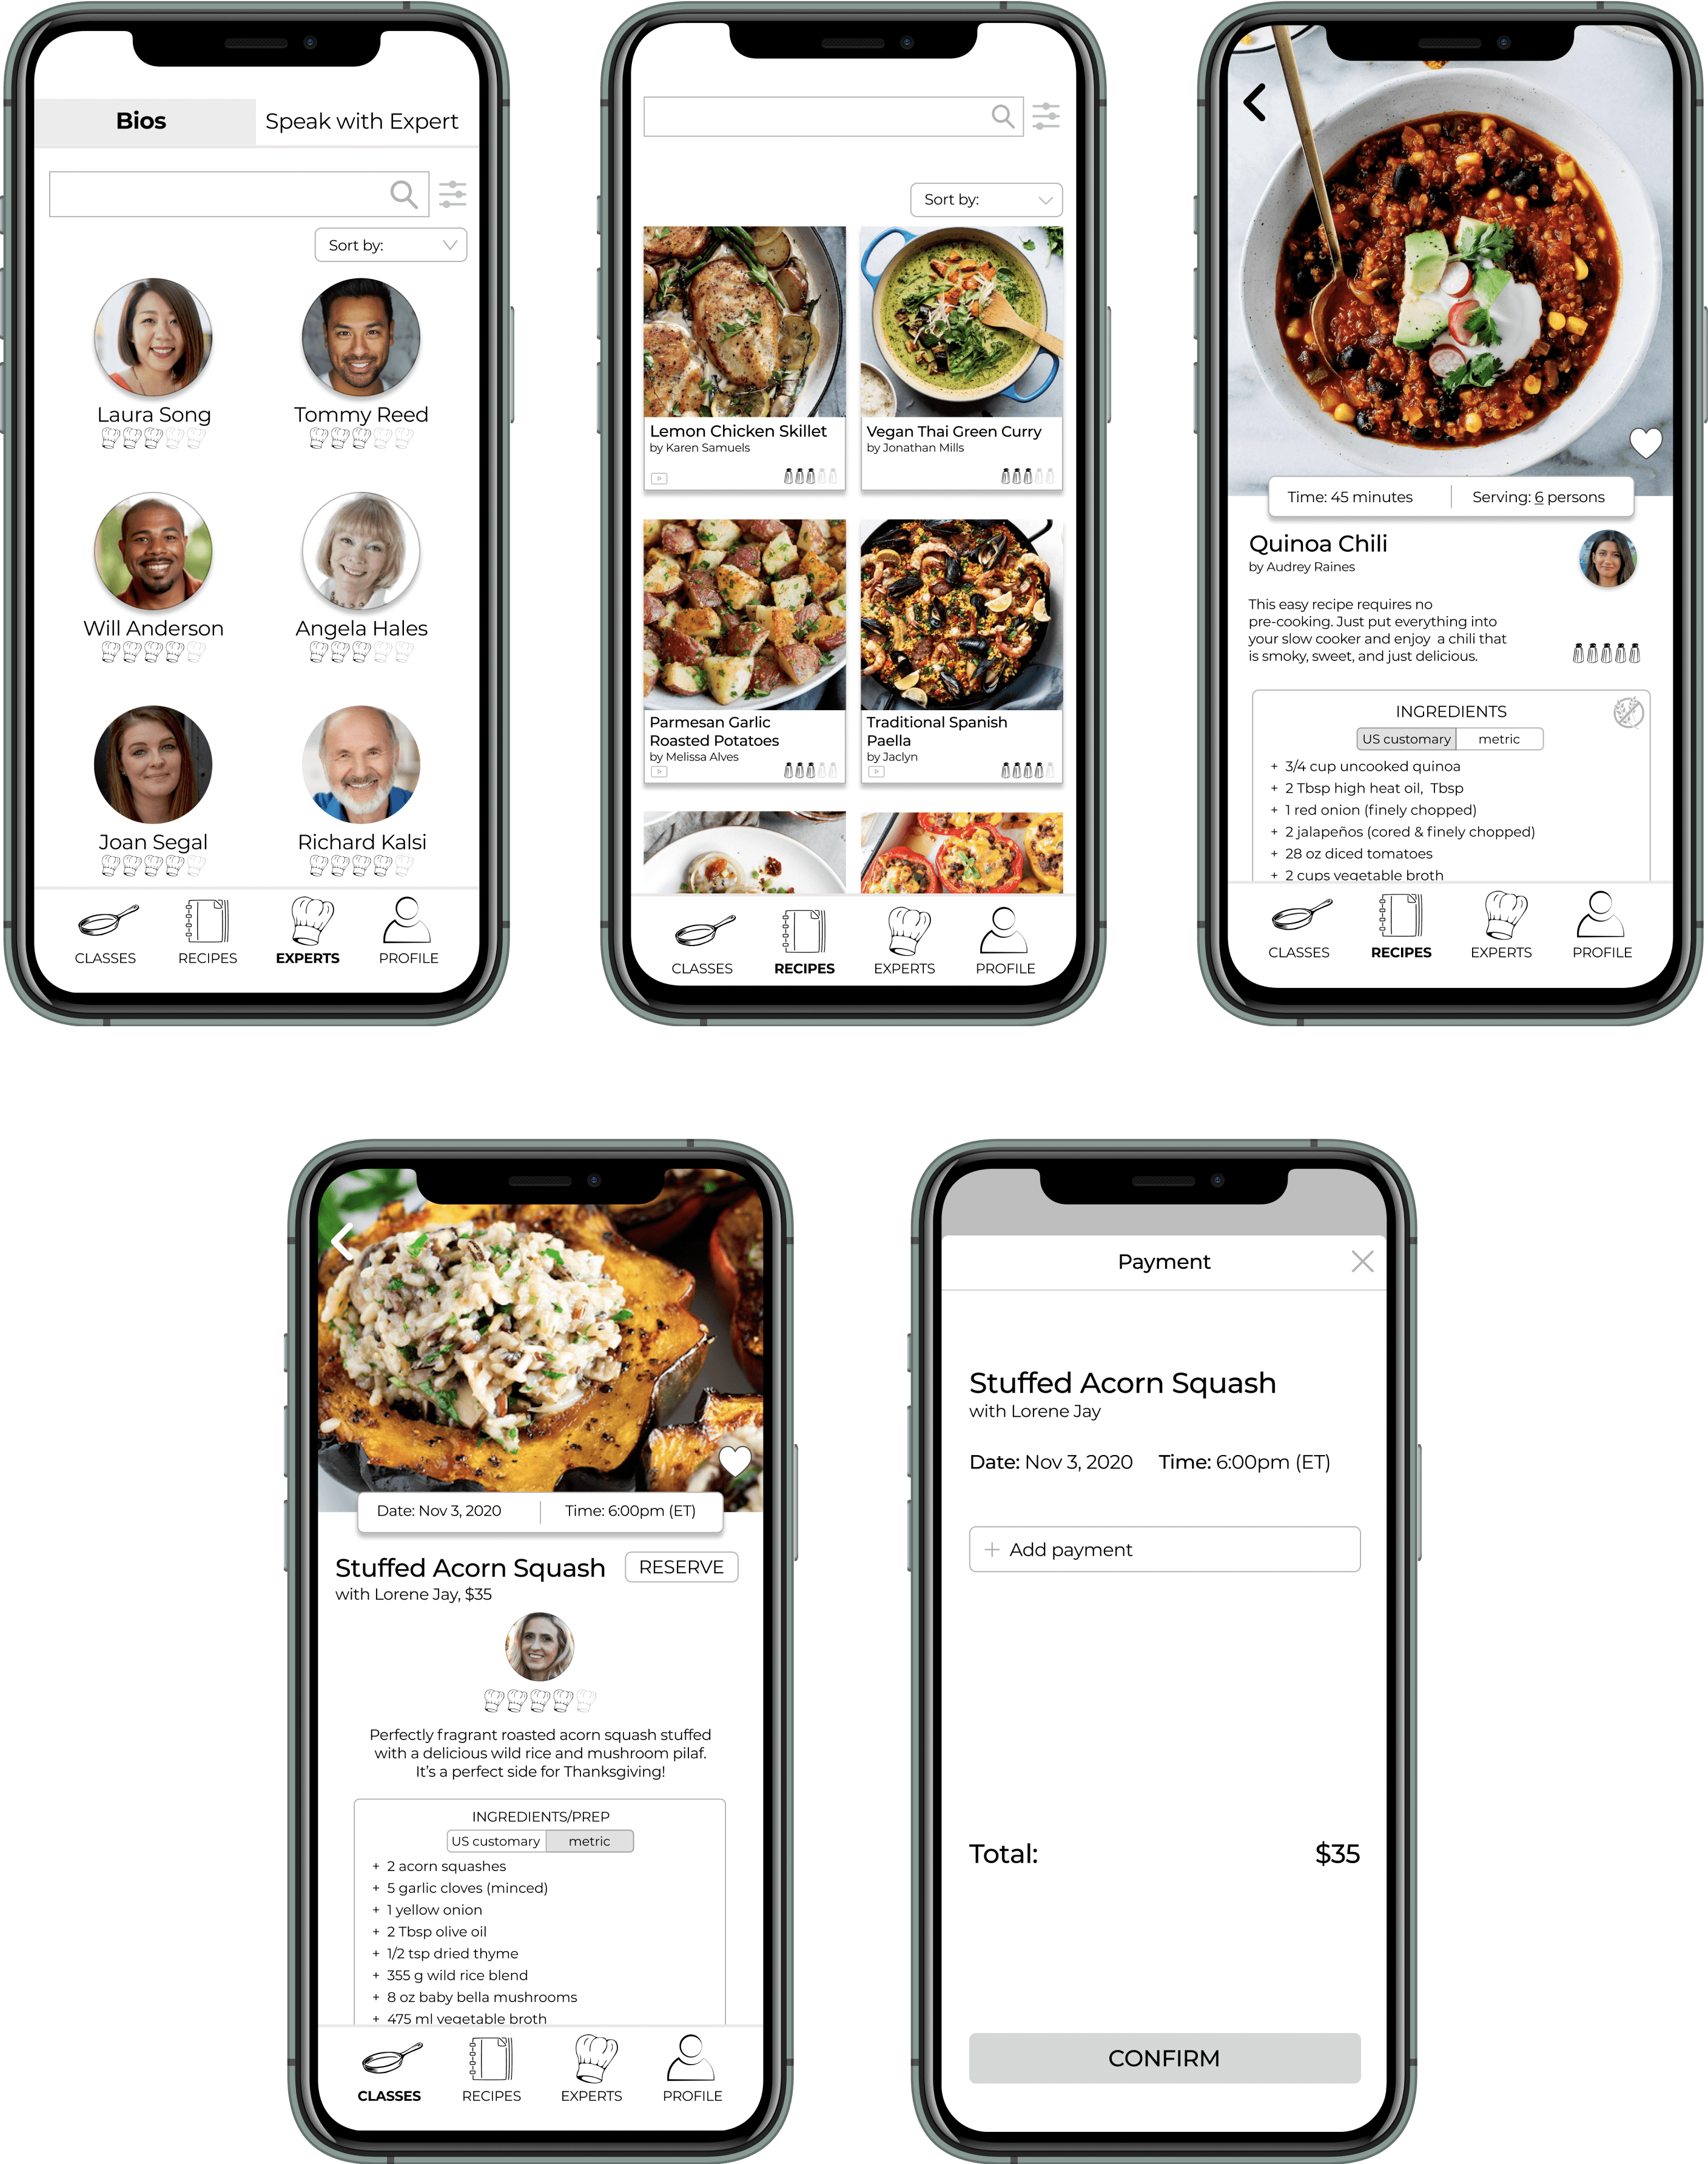 Bios
Speak with Expert
Sort by:
Laura Song
Tommy Reed
Will Anderson
Angela Hales
Joan Segal
Richard Kalsi
CLASSES
RECIPES
EXPERTS
PROFILE
Sort by:
Lemon Chicken Skillet
by Karen Samuels
Vegan Thai Green Curry
by Jonathan Mills
Parmesan Garlic
Roasted Potatoes
by Melissa Alves
Traditional Spanish
Paella
by Jaclyn
CLASSES
RECIPES
EXPERTS
PROFILE
Time: 45 minutes
Serving: 6 persons
Quinoa Chili
by Audrey Raines
This easy recipe requires no
pre-cooking. Just put everything into
your slow cooker and enjoy a chili that
is smoky, sweet, and just delicious.
INGREDIENTS
US customary
metric
+ 3/4 cup uncooked quinoa
+ 2 Tbsp high heat oil, Tbsp
+ 1 red onion (finely chopped)
+ 2 jalapeños (cored & finely chopped)
+ 28 oz diced tomatoes
+ 2 cups vegetable broth
CLASSES
RECIPES
EXPERTS
PROFILE
Date: Nov 3, 2020
Time: 6:00pm (ET)
Stuffed Acorn Squash
RESERVE
with Lorene Jay, $35
Perfectly fragrant roasted acorn squash stuffed
with a delicious wild rice and mushroom pilaf.
It's a perfect side for Thanksgiving!
INGREDIENTS/PREP
US customary
metric
+ 2 acorn squashes
+ 5 garlic cloves (minced)
+ 1 yellow onion
+ 2 Tbsp olive oil
+ 1/2 tsp dried thyme
+ 355 g wild rice blend
+ 8 oz baby bella mushrooms
+ 475 ml vegetable broth
CLASSES
RECIPES
EXPERTS
PROFILE
Payment
Stuffed Acorn Squash
with Lorene Jay
Date: Nov 3, 2020 Time: 6:00pm (ET)
+ Add payment
Total: $35
CONFIRM